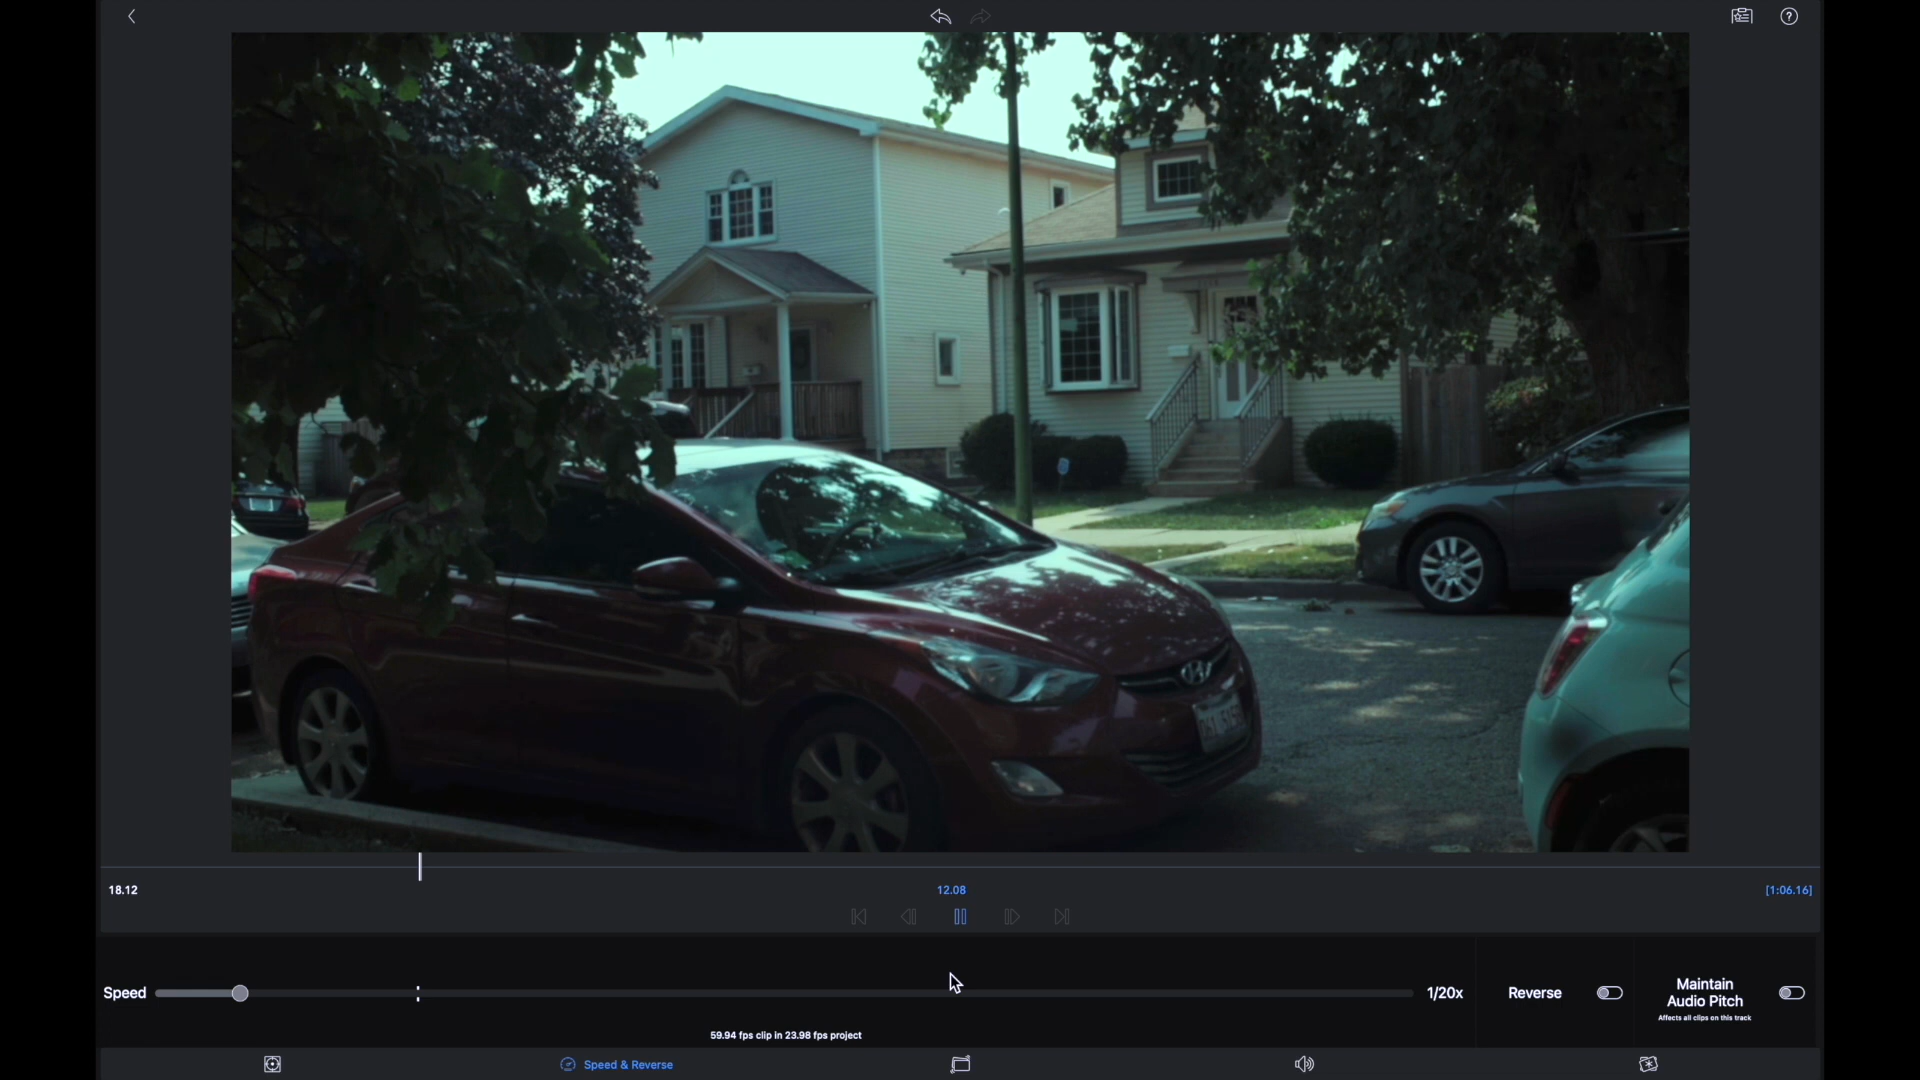 18.12
12.08
[1:06.16]
Speed
1/20x
Reverse
Maintain
Audio Pitch
Affects all clips on this track
59.94 fps clip in 23.98 fps project
Speed & Reverse